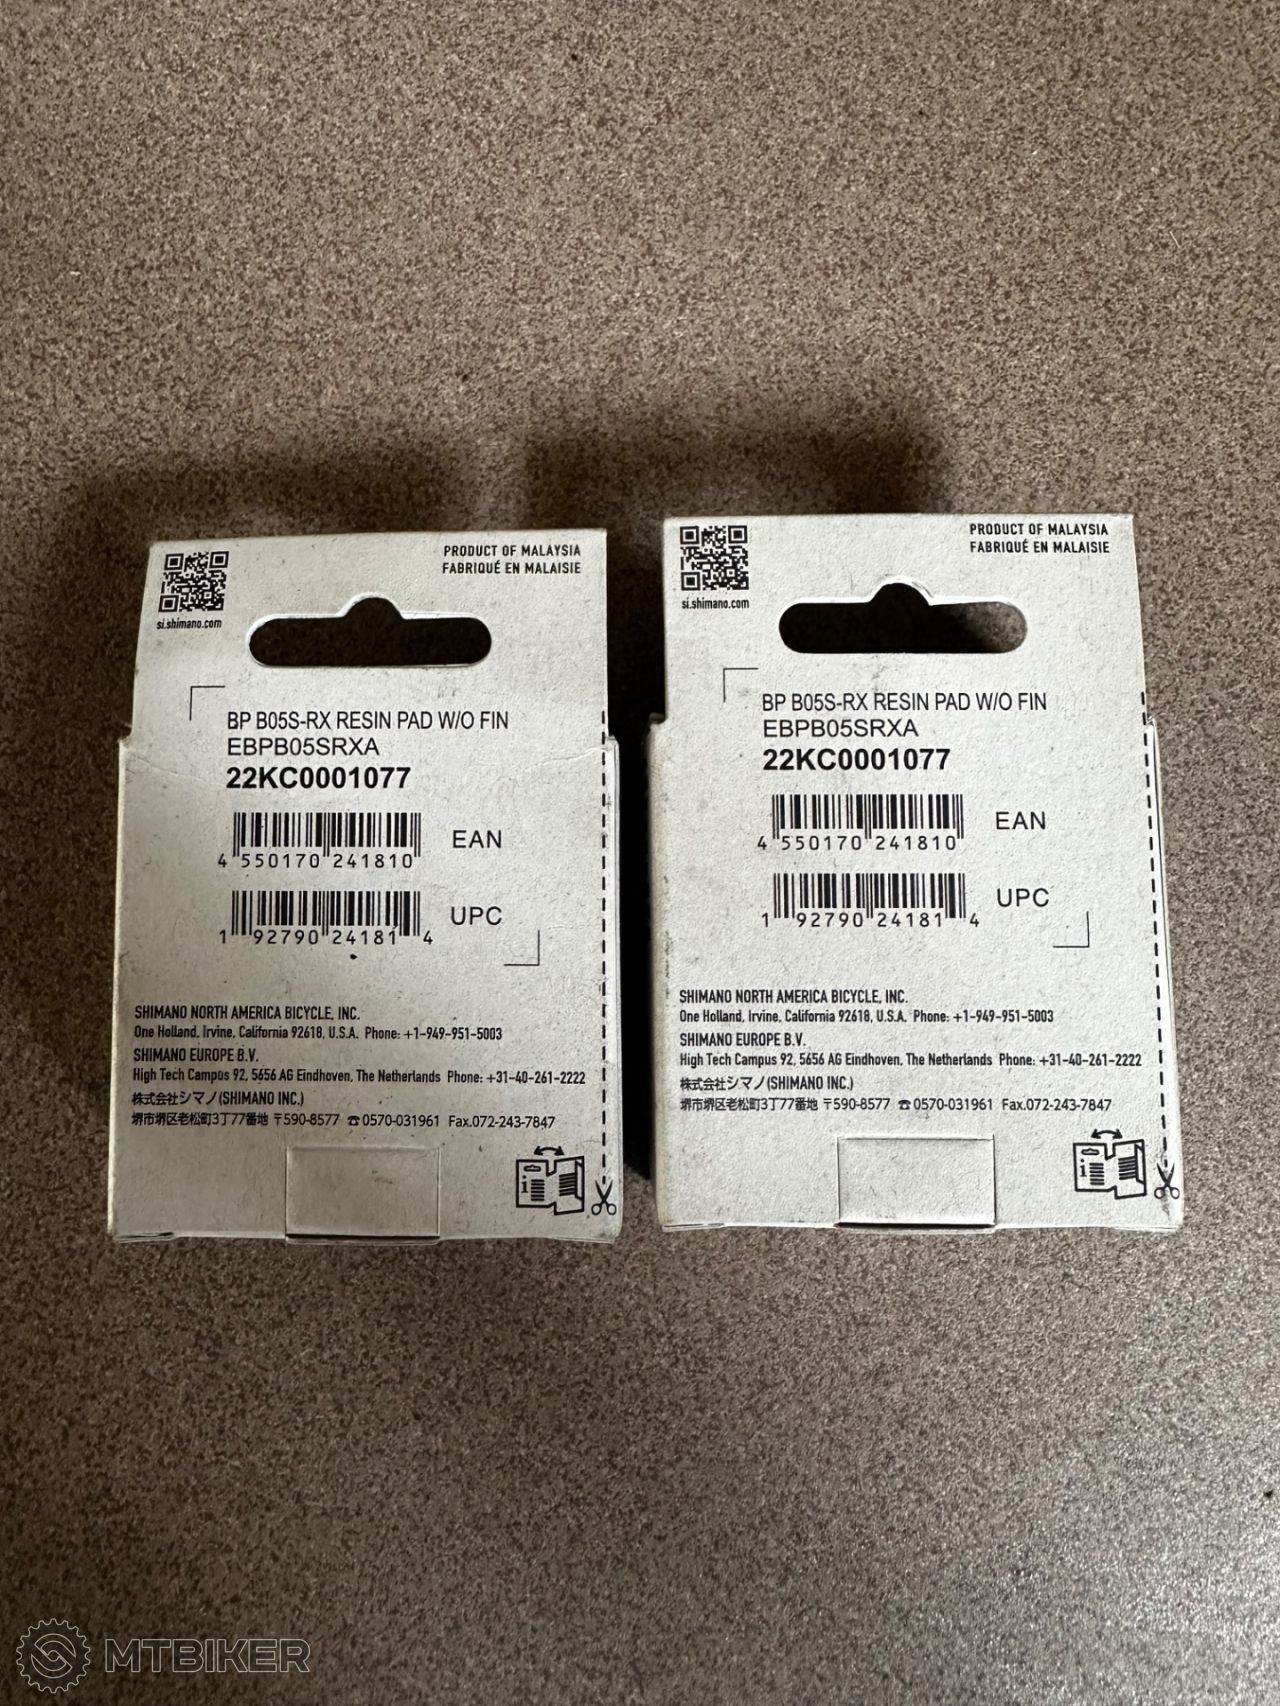 si.shimano.com
PRODUCT OF MALAYSIA
FABRIQUÉ EN MALAISIE
BP B05S-RX RESIN PAD W/O FIN
EBPB05SRXA
22KC0001077
4 550170 241810 EAN
1 92790 24181 4 UPC
SHIMANO NORTH AMERICA BICYCLE, INC.
One Holland, Irvine, California 92618, U.S.A. Phone: +1-949-951-5003
SHIMANO EUROPE B.V.
High Tech Campus 92, 5656 AG Eindhoven, The Netherlands Phone: +31-40-261-2222
株式会社シマノ(SHIMANO INC.)
堺市堺区老松町3丁77番地 〒590-8577 ☎0570-031961 Fax.072-243-7847
i
si.shimano.com
PRODUCT OF MALAYSIA
FABRIQUÉ EN MALAISIE
BP B05S-RX RESIN PAD W/O FIN
EBPB05SRXA
22KC0001077
4 550170 241810 EAN
1 92790 24181 4 UPC
SHIMANO NORTH AMERICA BICYCLE, INC.
One Holland, Irvine, California 92618, U.S.A. Phone: +1-949-951-5003
SHIMANO EUROPE B.V.
High Tech Campus 92, 5656 AG Eindhoven, The Netherlands Phone: +31-40-261-2222
株式会社シマノ(SHIMANO INC.)
堺市堺区老松町3丁77番地 〒590-8577 ☎0570-031961 Fax.072-243-7847
i
MTBIKER